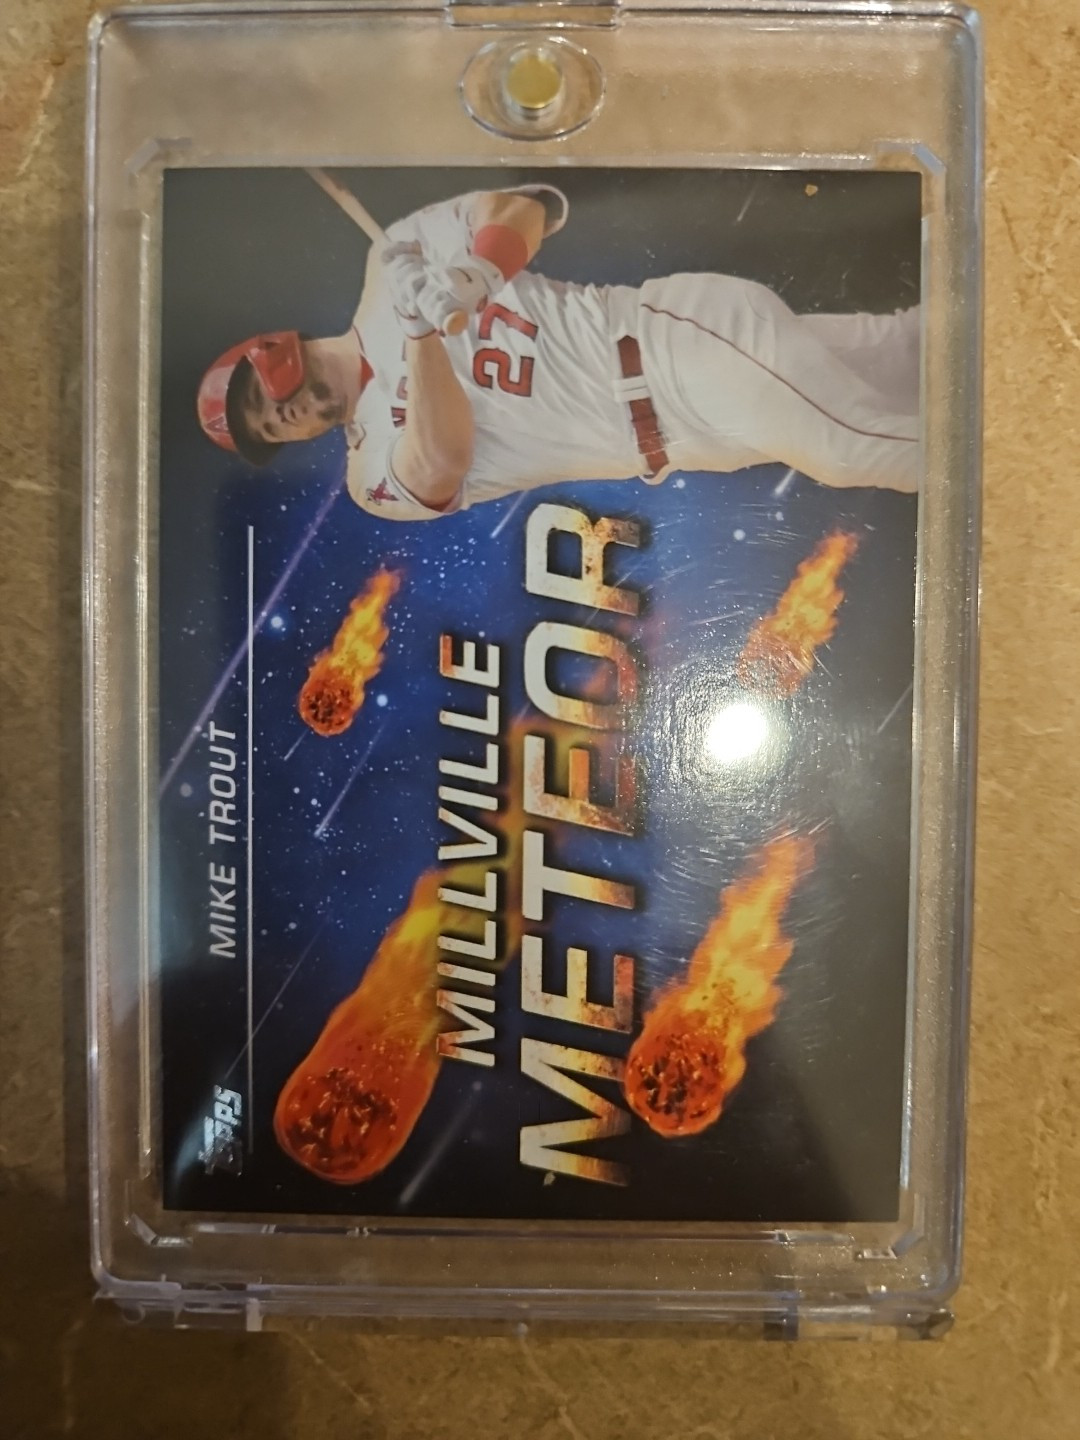 MIKE TROUT
TOPPS
MILLVILLE
METEOR
27
A